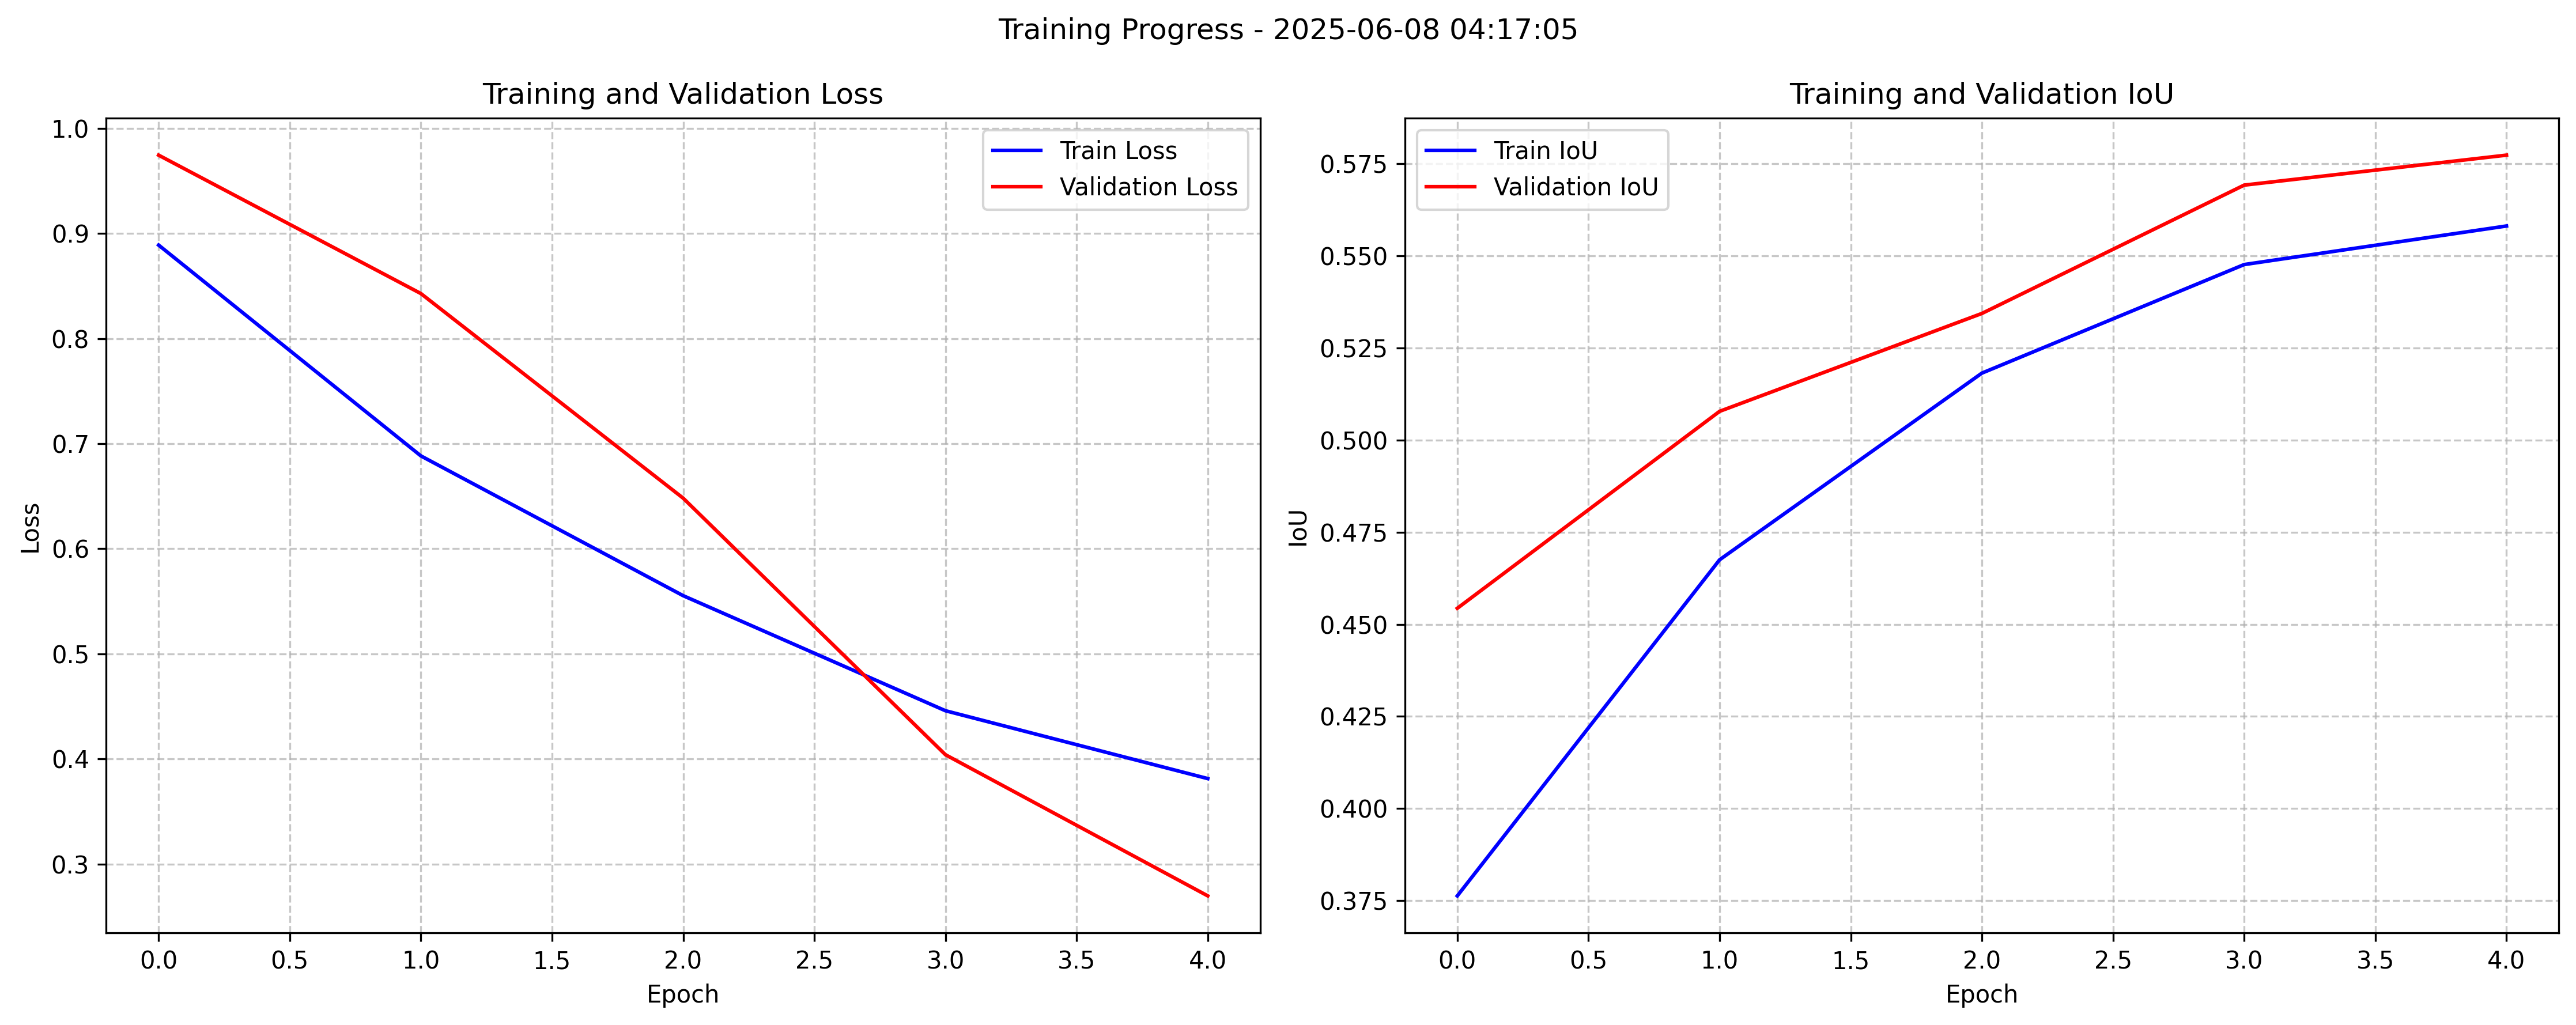 Training Progress - 2025-06-08 04:17:05
Training and Validation Loss
1.0
0.9
0.8
0.7
0.6
0.5
0.4
0.3
Loss
Train Loss
Validation Loss
0.0 0.5 1.0 1.5 2.0 2.5 3.0 3.5 4.0
Epoch
Training and Validation IoU
0.575
0.550
0.525
0.500
0.475
0.450
0.425
0.400
0.375
IoU
Train IoU
Validation IoU
0.0 0.5 1.0 1.5 2.0 2.5 3.0 3.5 4.0
Epoch